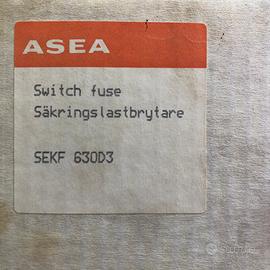 ASEA
Switch fuse
Säkringslastbrytare
SEKF 630D3